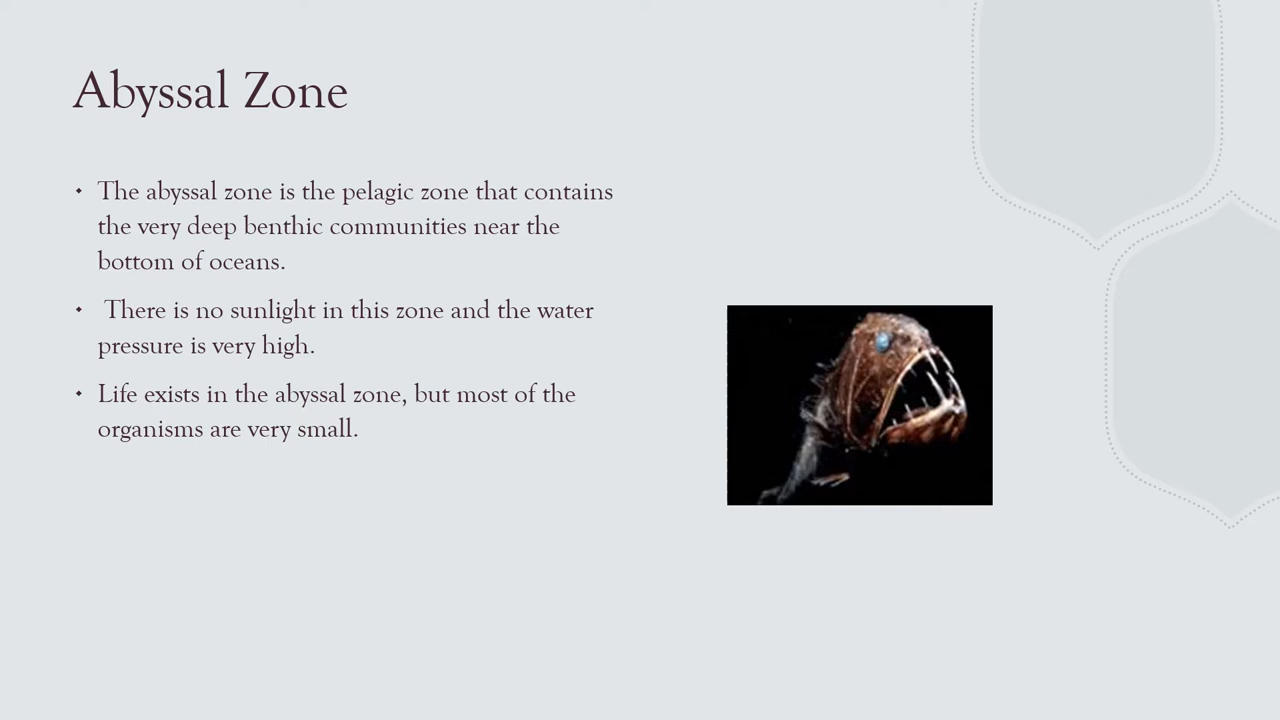 Abyssal Zone
• The abyssal zone is the pelagic zone that contains
the very deep benthic communities near the
bottom of oceans.
• There is no sunlight in this zone and the water
pressure is very high.
• Life exists in the abyssal zone, but most of the
organisms are very small.